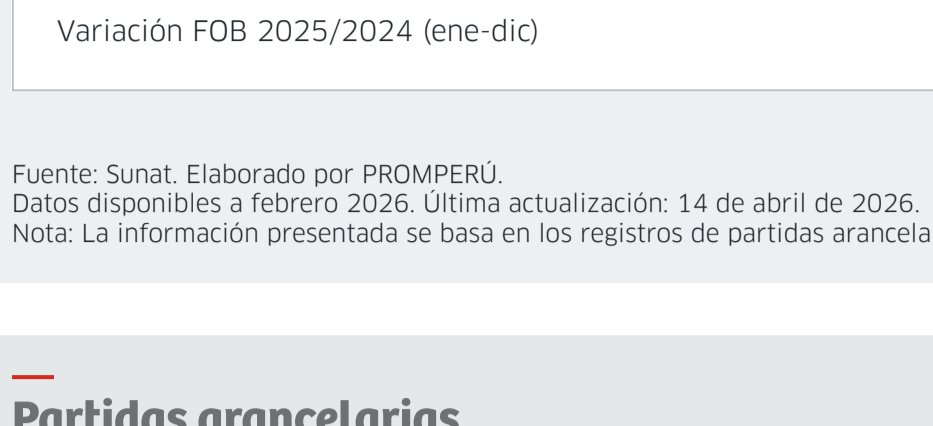 Variación FOB 2025/2024 (ene-dic)
Fuente: Sunat. Elaborado por PROMPERÚ.
Datos disponibles a febrero 2026. Última actualización: 14 de abril de 2026.
Nota: La información presentada se basa en los registros de partidas arancela
Partidas arancelarias